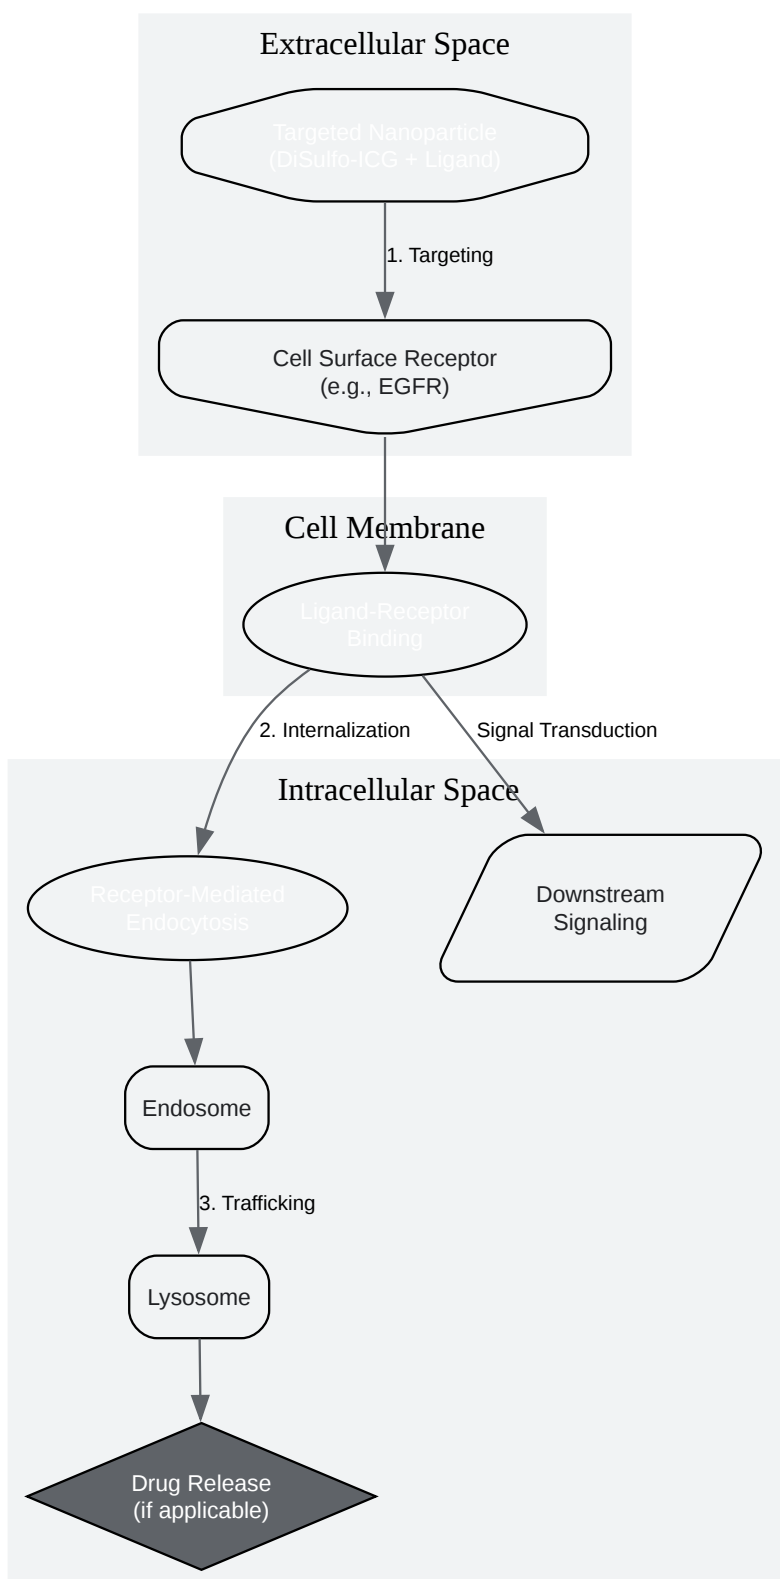 Extracellular Space
Targeted Nanoparticle
(DiSulfo-ICG + Ligand)
1. Targeting
Cell Surface Receptor
(e.g., EGFR)
Cell Membrane
Ligand-Receptor
Binding
2. Internalization
Signal Transduction
Intracellular Space
Receptor-Mediated
Endocytosis
Downstream
Signaling
Endosome
3. Trafficking
Lysosome
Drug Release
(if applicable)